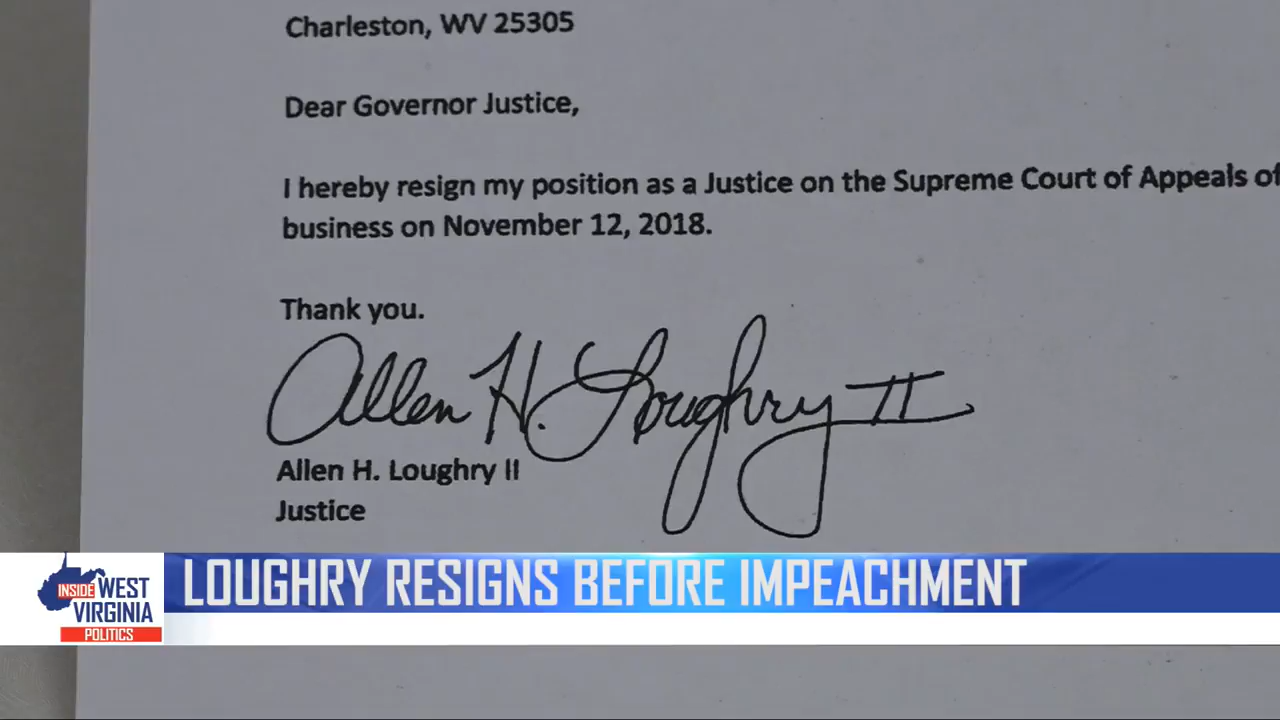 Charleston, WV 25305
Dear Governor Justice,
I hereby resign my position as a Justice on the Supreme Court of Appeals of
business on November 12, 2018.
Thank you.
Allen H. Loughry II
Allen H. Loughry II
Justice
INSIDE WEST
VIRGINIA
POLITICS
LOUGHRY RESIGNS BEFORE IMPEACHMENT